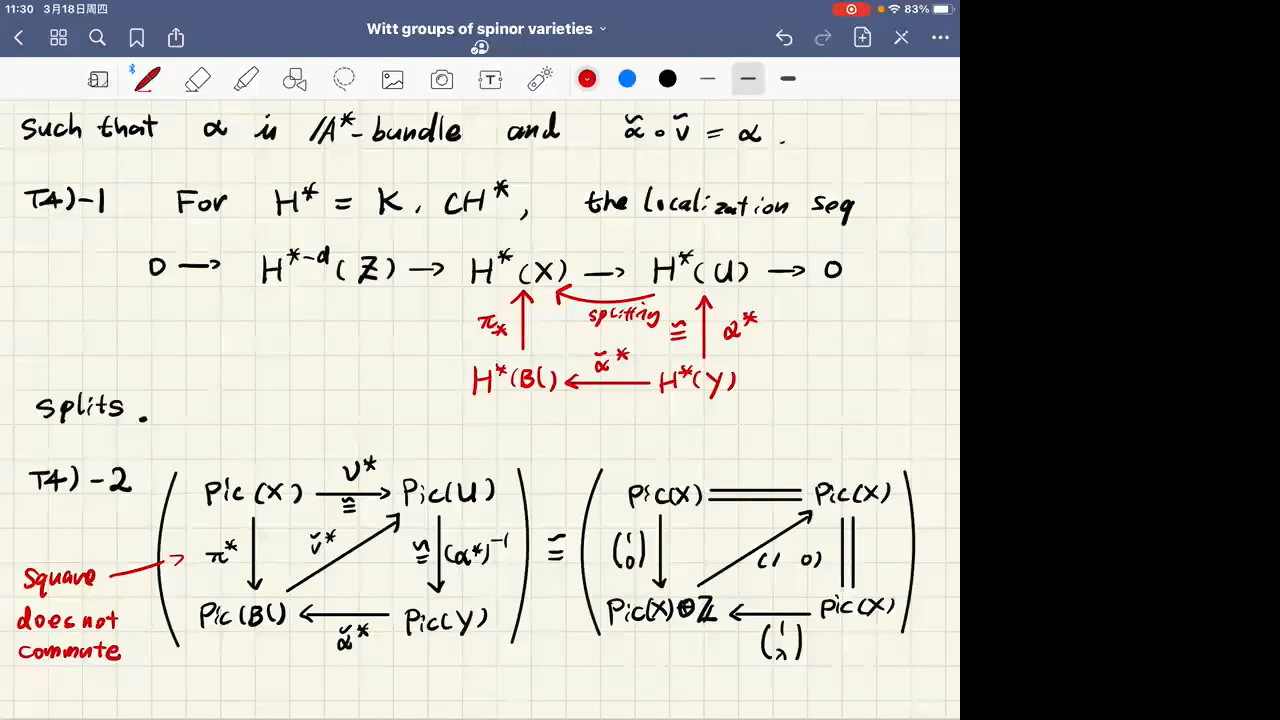 11:30 3月18日周四
83%
Witt groups of spinor varieties
such that α is /A*-bundle and α̃ ∘ ṽ = α .
T4)-1 For H* = K, CH*, the localization seq
0 → H*⁻ᵈ(Z) → H*(X) → H*(U) → 0
π* splitting ≅ α*
α̃*
H*(Bl) ← H*(Y)
splits.
T4)-2 Pic(X) ν* ≅ → Pic(U) ≅ Pic(X) = Pic(X)
π* ṽ* ≅ (α*)⁻¹ (1 0) (1 0)
square
Pic(Bl) ← α̃* Pic(Y) Pic(X)⊕ℤ ← Pic(X)
does not
(1 λ)
commute